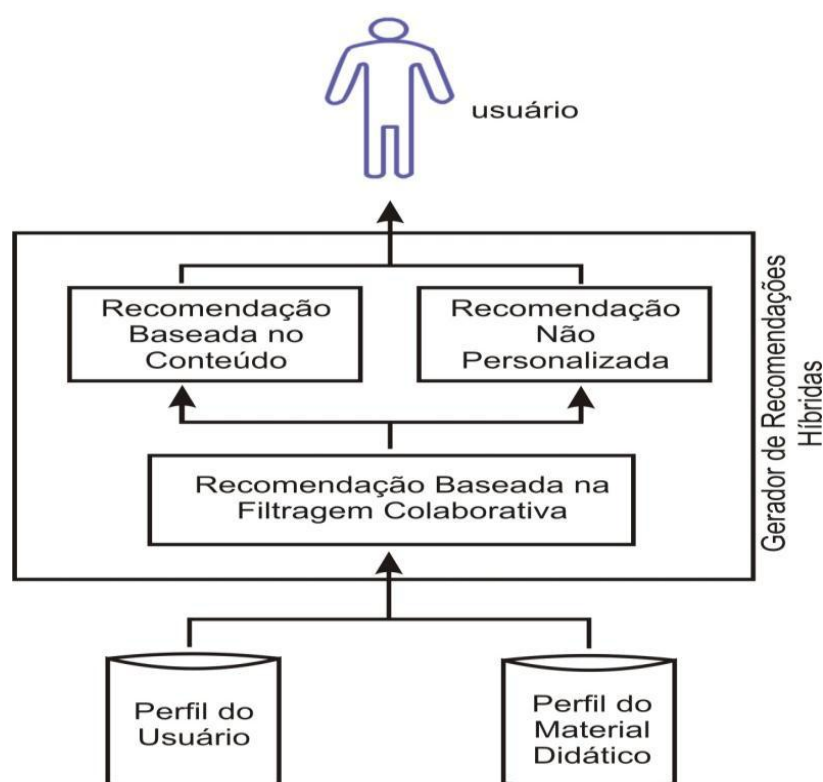 usuário
Recomendação
Baseada no
Conteúdo
Recomendação
Não
Personalizada
Gerador de Recomendações
Híbridas
Recomendação Baseada na
Filtragem Colaborativa
Perfil do
Usuário
Perfil do
Material
Didático